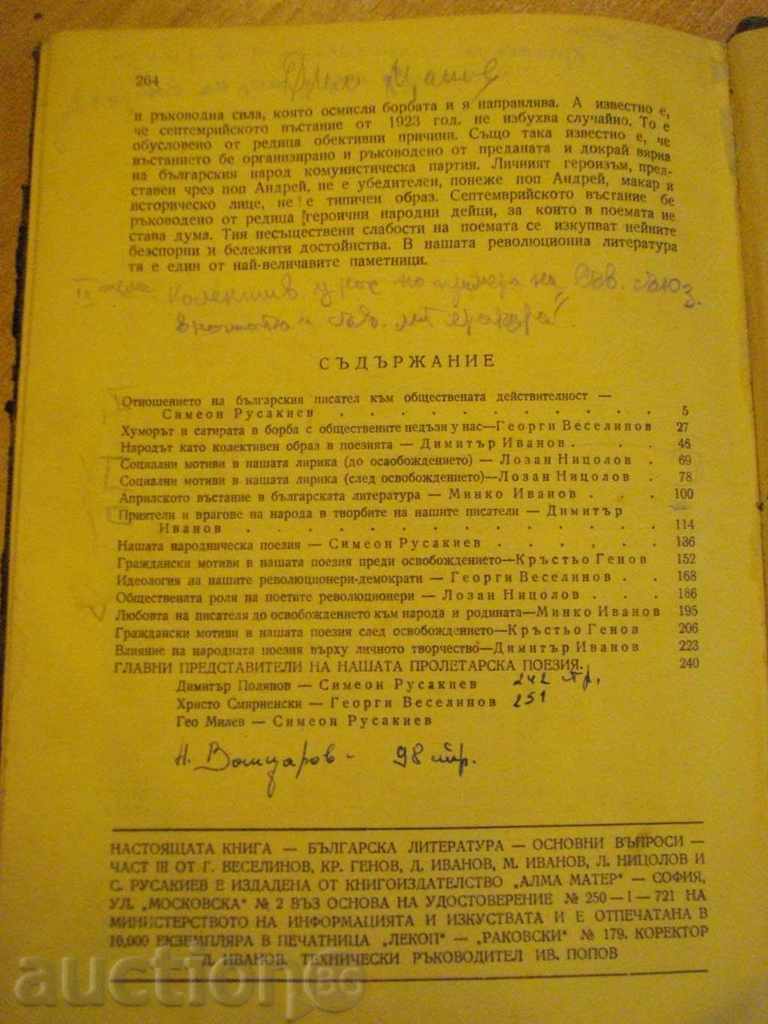 264
и ръководна сила, която осмисля борбата и я направлява. А известно е,
че септемврийското въстание от 1923 год. не избухва случайно. То е
обусловено от редица обективни причини. Също така известно е, че
въстанието бе организирано и ръководено от преданата и докрай вярна
на българския народ комунистическа партия. Личният героизъм, пред-
ставен чрез поп Андрей, не е убедителен, понеже поп Андрей, макар и
историческо лице, не е типичен образ. Септемврийското въстание бе
ръководено от редица героични народни дейци, за които в поемата не
става дума. Тия несъществени слабости на поемата се изкупват нейните
безспорни и бележити достойнства. В нашата революционна литература
тя е един от най-величавите паметници.
СЪДЪРЖАНИЕ
Отношението на българския писател към обществената действителност —
Симеон Русакиев . . . . . . . . . . . 5
Хуморът и сатирата в борба с обществените недъзи у нас—Георги Веселинов 27
Народът като колективен образ в поезията — Димитър Иванов . . . 46
Социални мотиви в нашата лирика (до осаобождението) — Лозан Ницолов . 69
Социални мотиви в нашата лирика (след освобождението)—Лозан Ницолов . 78
Априлското въстание в българската литература — Минко Иванов . . . 100
Приятели и врагове на народа в творбите на нашите писатели — Димитър
Иванов . . . . . . . . . . . . . 114
Нашата народническа поезия — Симеон Русакиев . . . . . 136
Граждански мотиви в нашата поезия преди освобождението—Кръстьо Генов 152
Идеология на нашите революционери-демократи — Георги Веселинов . . 168
Обществената роля на поетите революционери — Лозан Ницолов . . 186
Любовта на писателя до освобождението към народа и родината—Минко Иванов 195
Граждански мотиви в нашата поезия след освобождението—Кръстьо Генов 206
Влияние на народната поезия върху личното творчество—Димитър Иванов 223
ГЛАВНИ ПРЕДСТАВИТЕЛИ НА НАШАТА ПРОЛЕТАРСКА ПОЕЗИЯ. 240
Димитър Полянов — Симеон Русакиев 242 стр.
Христо Смирненски — Георги Веселинов 251
Гео Милев — Симеон Русакиев
Н. Вапцаров - 98 стр.
НАСТОЯЩАТА КНИГА — БЪЛГАРСКА ЛИТЕРАТУРА — ОСНОВНИ ВЪПРОСИ —
ЧАСТ III ОТ Г. ВЕСЕЛИНОВ, КР. ГЕНОВ, Д. ИВАНОВ, М. ИВАНОВ, Л. НИЦОЛОВ И
С. РУСАКИЕВ Е ИЗДАДЕНА ОТ КНИГОИЗДАТЕЛСТВО „АЛМА МАТЕР“ — СОФИЯ,
УЛ. „МОСКОВСКА“ № 2 ВЪЗ ОСНОВА НА УДОСТОВЕРЕНИЕ № 250—I—721 НА
МИНИСТЕРСТВОТО НА ИНФОРМАЦИЯТА И ИЗКУСТВАТА И Е ОТПЕЧАТАНА В
10,000 ЕКЗЕМПЛЯРА В ПЕЧАТНИЦА „ЛЕКОП“ — „РАКОВСКИ“ № 179. КОРЕКТОР
Д. ИВАНОВ. ТЕХНИЧЕСКИ РЪКОВОДИТЕЛ ИВ. ПОПОВ
auction.BG